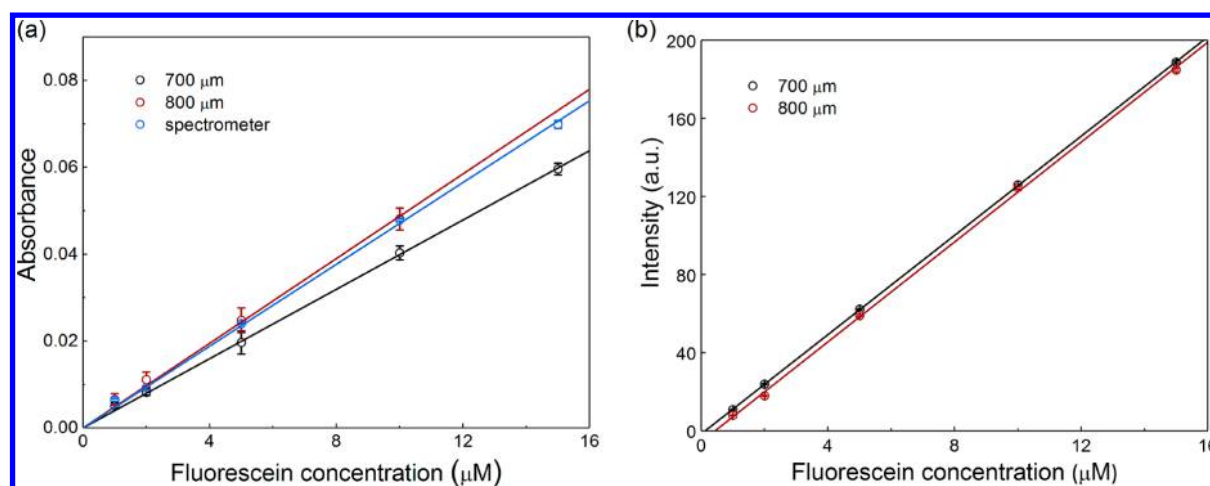 (a)
0.08
0.06
0.04
0.02
0.00
Absorbance
700 μm
800 μm
spectrometer
0 4 8 12 16
Fluorescein concentration (μM)
(b)
200
160
120
80
40
0
Intensity (a.u.)
700 μm
800 μm
0 4 8 12 16
Fluorescein concentration (μM)